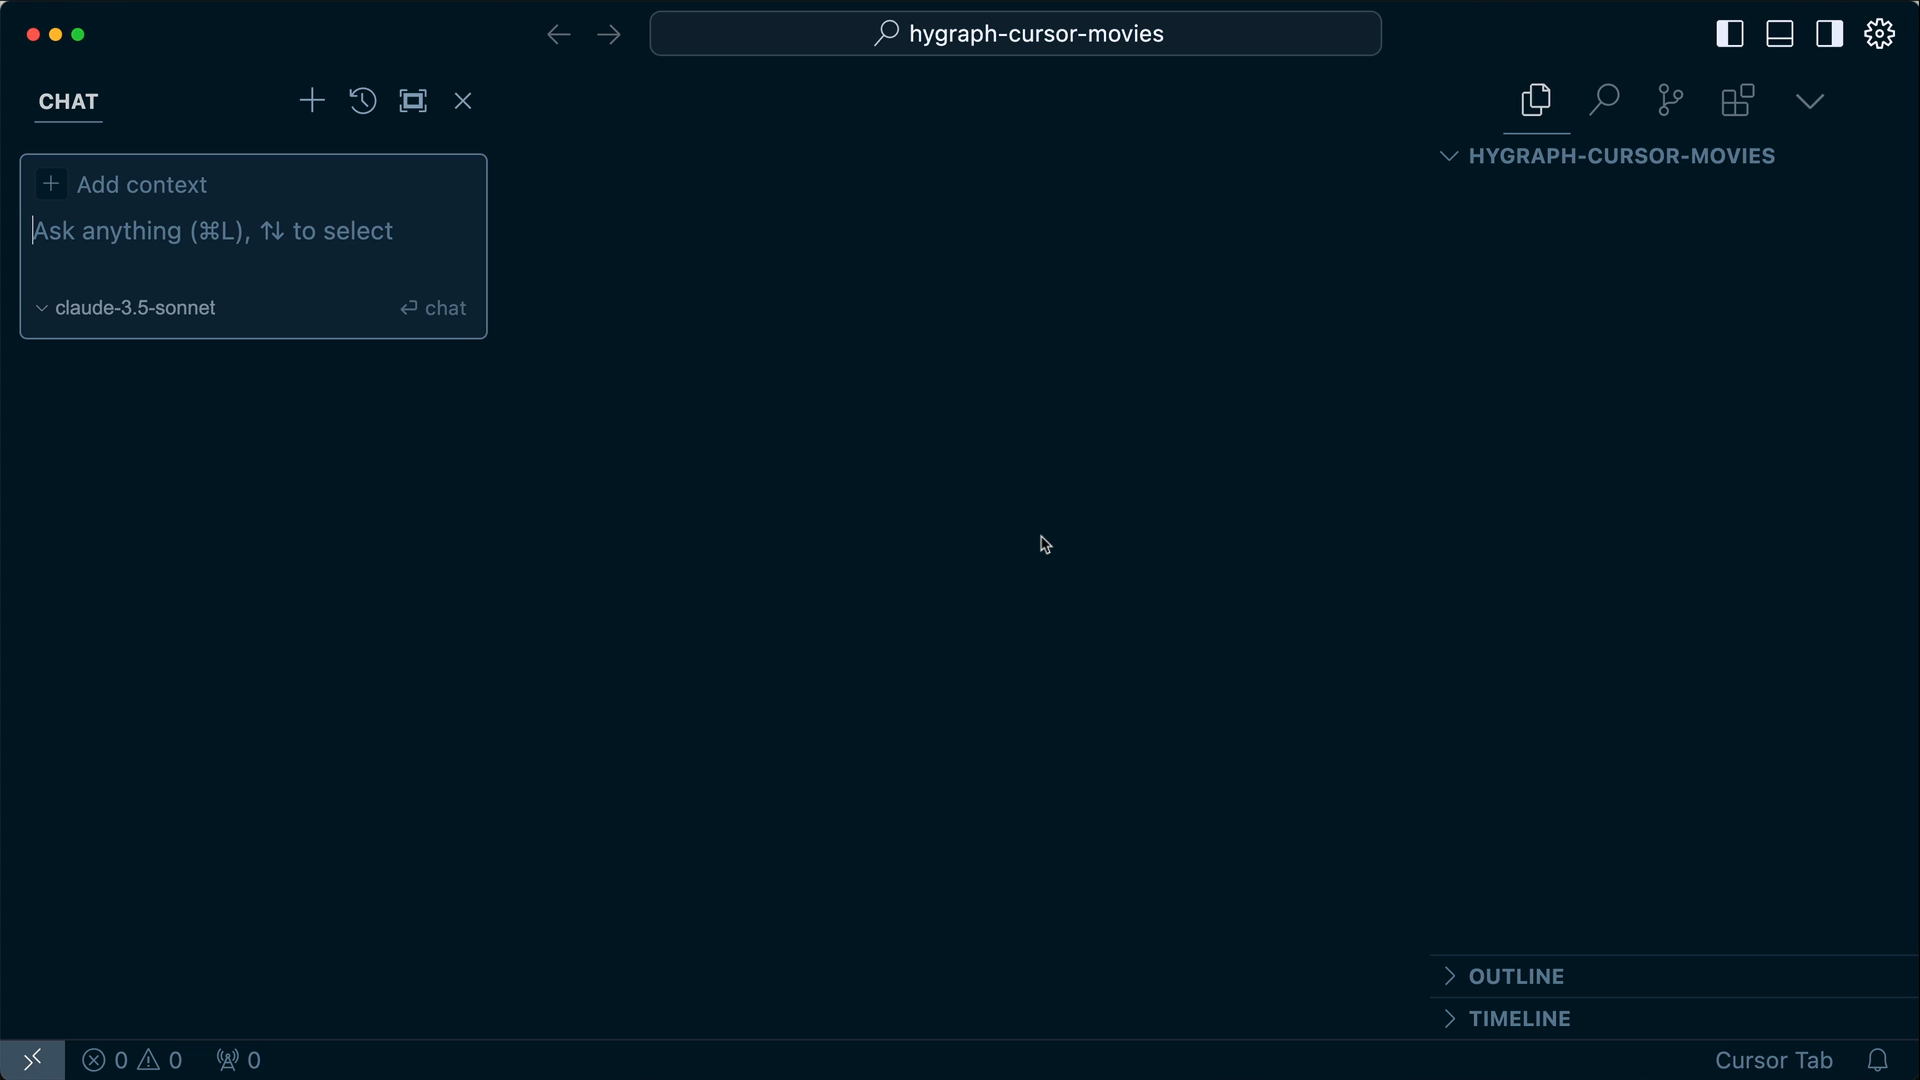 hygraph-cursor-movies
CHAT
Add context
Ask anything (⌘L), ↑↓ to select
claude-3.5-sonnet
chat
HYGRAPH-CURSOR-MOVIES
OUTLINE
TIMELINE
0 0 0
Cursor Tab